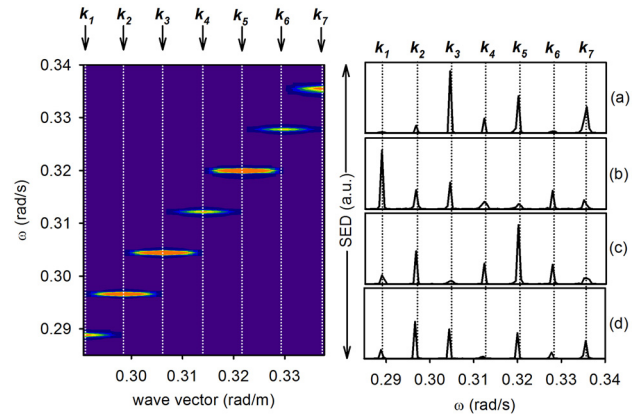 k1 k2 k3 k4 k5 k6 k7
0.34
0.33
0.32
0.31
0.30
0.29
ω (rad/s)
0.30 0.31 0.32 0.33
wave vector (rad/m)
SED (a.u.)
k1 k2 k3 k4 k5 k6 k7
(a)
(b)
(c)
(d)
0.29 0.30 0.31 0.32 0.33 0.34
ω (rad/s)